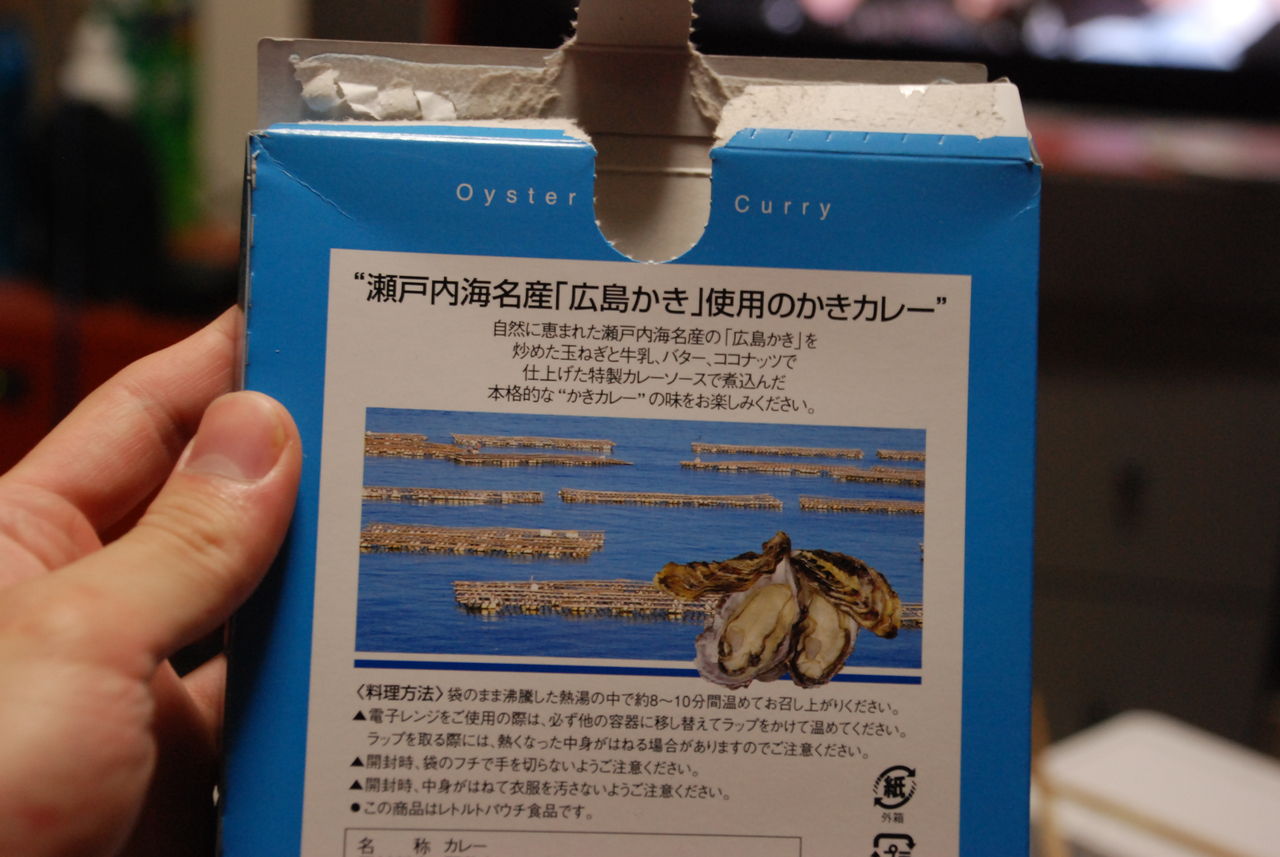 Oyster Curry
“瀬戸内海名産「広島かき」使用のかきカレー”
自然に恵まれた瀬戸内海名産の「広島かき」を
炒めた玉ねぎと牛乳、バター、ココナッツで
仕上げた特製カレーソースで煮込んだ
本格的な“かきカレー”の味をお楽しみください。
〈料理方法〉袋のまま沸騰した熱湯の中で約8〜10分間温めてお召し上がりください。
▲電子レンジをご使用の際は、必ず他の容器に移し替えてラップをかけて温めてください。
ラップを取る際には、熱くなった中身がはねる場合がありますのでご注意ください。
▲開封時、袋のフチで手を切らないようご注意ください。
▲開封時、中身がはねて衣服を汚さないようご注意ください。
●この商品はレトルトパウチ食品です。
紙
外箱
名 称 カレー
プラ